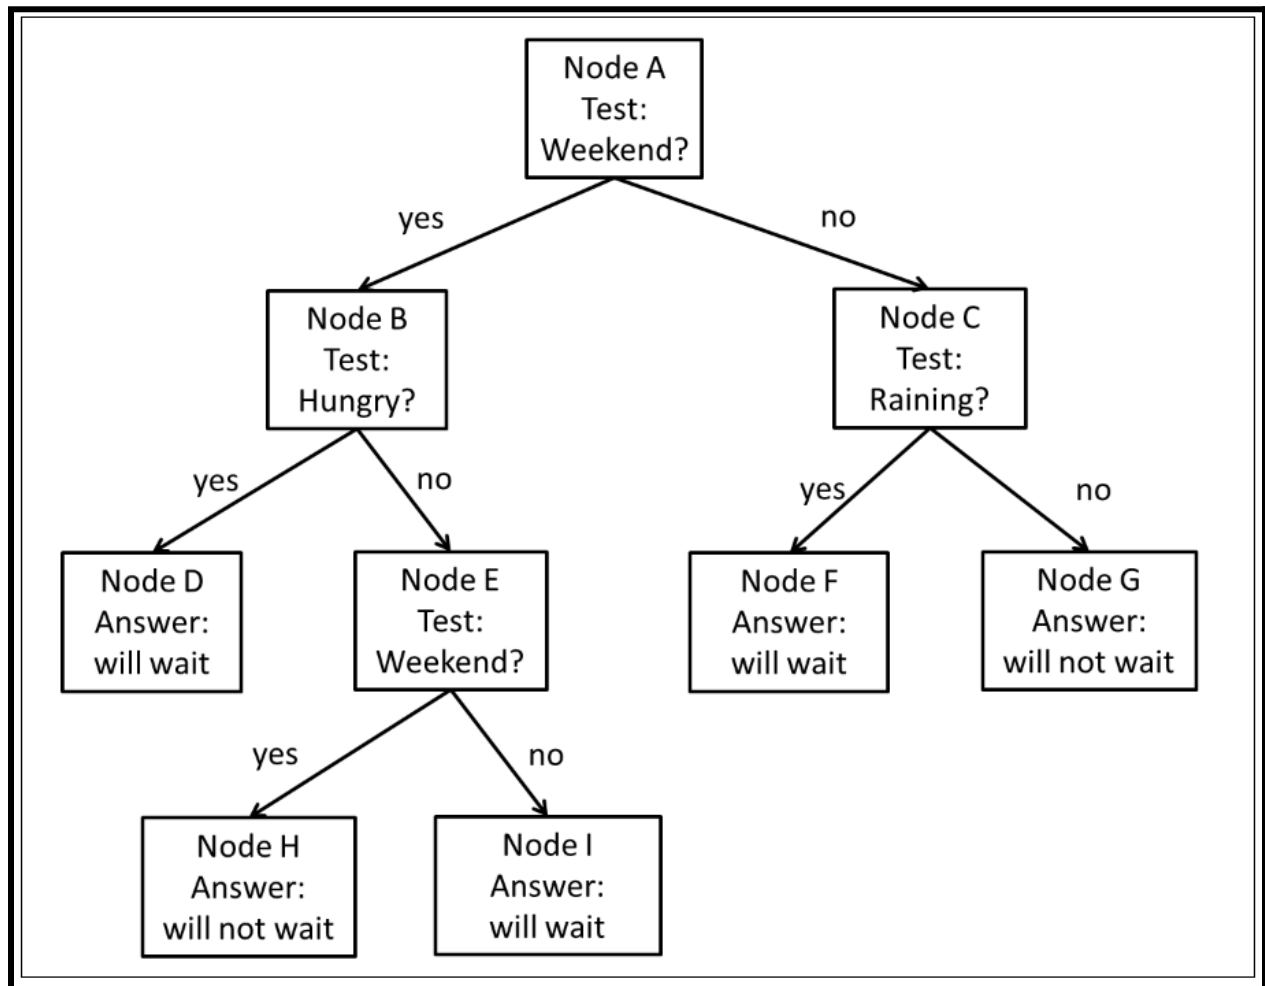 Node A
Test:
Weekend?
yes
no
Node B
Test:
Hungry?
Node C
Test:
Raining?
yes
no
yes
no
Node D
Answer:
will wait
Node E
Test:
Weekend?
Node F
Answer:
will wait
Node G
Answer:
will not wait
yes
no
Node H
Answer:
will not wait
Node I
Answer:
will wait